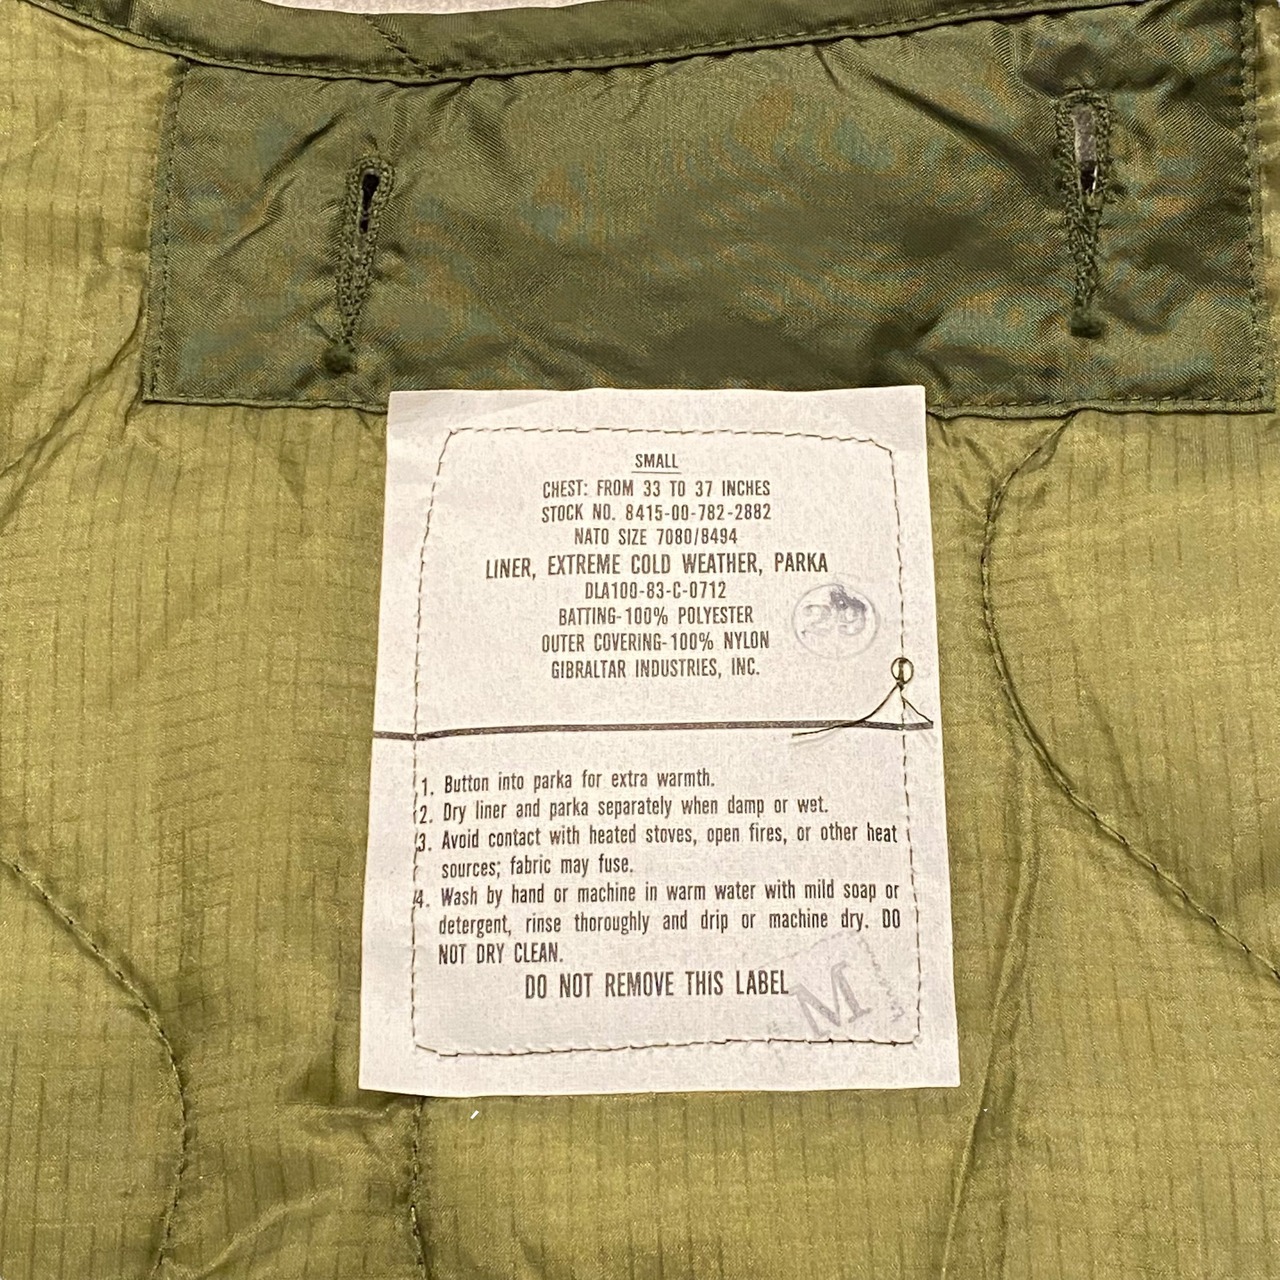 SMALL
CHEST: FROM 33 TO 37 INCHES
STOCK NO. 8415-00-782-2882
NATO SIZE 7080/8494
LINER, EXTREME COLD WEATHER, PARKA
DLA100-83-C-0712
BATTING-100% POLYESTER
OUTER COVERING-100% NYLON
GIBRALTAR INDUSTRIES, INC.
29
1. Button into parka for extra warmth.
2. Dry liner and parka separately when damp or wet.
3. Avoid contact with heated stoves, open fires, or other heat
sources; fabric may fuse.
4. Wash by hand or machine in warm water with mild soap or
detergent, rinse thoroughly and drip or machine dry. DO
NOT DRY CLEAN.
DO NOT REMOVE THIS LABEL
M